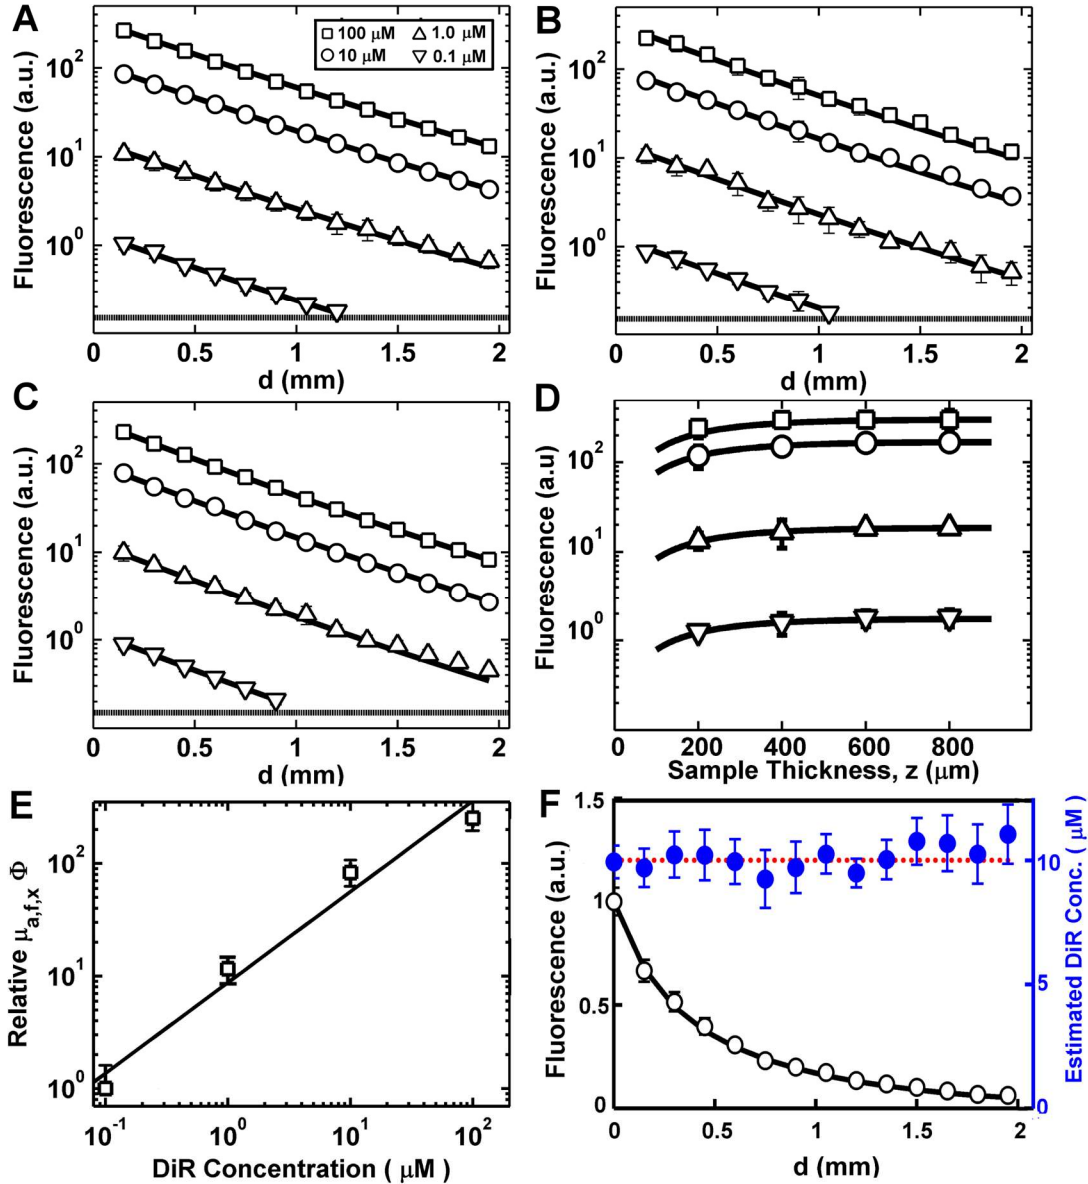 A
□ 100 μM △ 1.0 μM
○ 10 μM ▽ 0.1 μM
Fluorescence (a.u.)
10²
10¹
10⁰
0 0.5 1 1.5 2
d (mm)
B
Fluorescence (a.u.)
10²
10¹
10⁰
0 0.5 1 1.5 2
d (mm)
C
Fluorescence (a.u.)
10²
10¹
10⁰
0 0.5 1 1.5 2
d (mm)
D
Fluorescence (a.u)
10²
10¹
10⁰
0 200 400 600 800
Sample Thickness, z (μm)
E
Relative μa,f,x Φ
10²
10¹
10⁰
10⁻¹ 10⁰ 10¹ 10²
DiR Concentration ( μM )
F
Fluorescence (a.u.)
1.5
1
0.5
0
0 0.5 1 1.5 2
d (mm)
10
5
0
Estimated DiR Conc. ( μM )